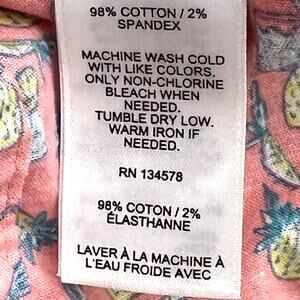 98% COTTON / 2%
SPANDEX
MACHINE WASH COLD
WITH LIKE COLORS.
ONLY NON-CHLORINE
BLEACH WHEN
NEEDED.
TUMBLE DRY LOW.
WARM IRON IF
NEEDED.
RN 134578
98% COTON / 2%
ÉLASTHANNE
LAVER À LA MACHINE À
L'EAU FROIDE AVEC